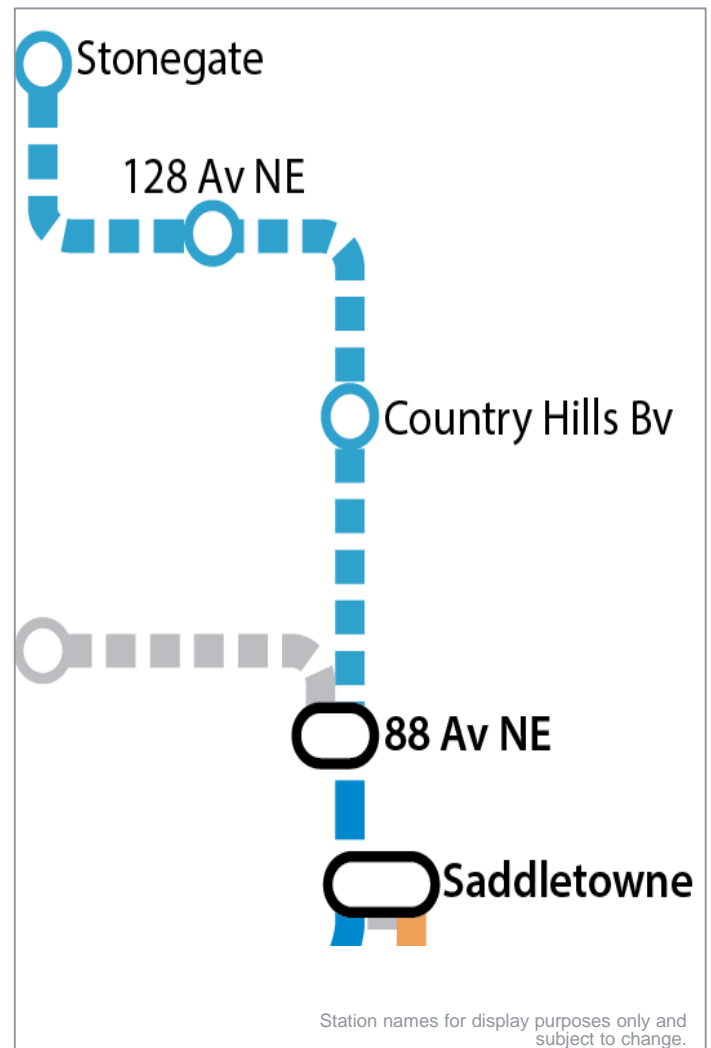 Stonegate
128 Av NE
Country Hills Bv
88 Av NE
Saddletowne
Station names for display purposes only and
subject to change.